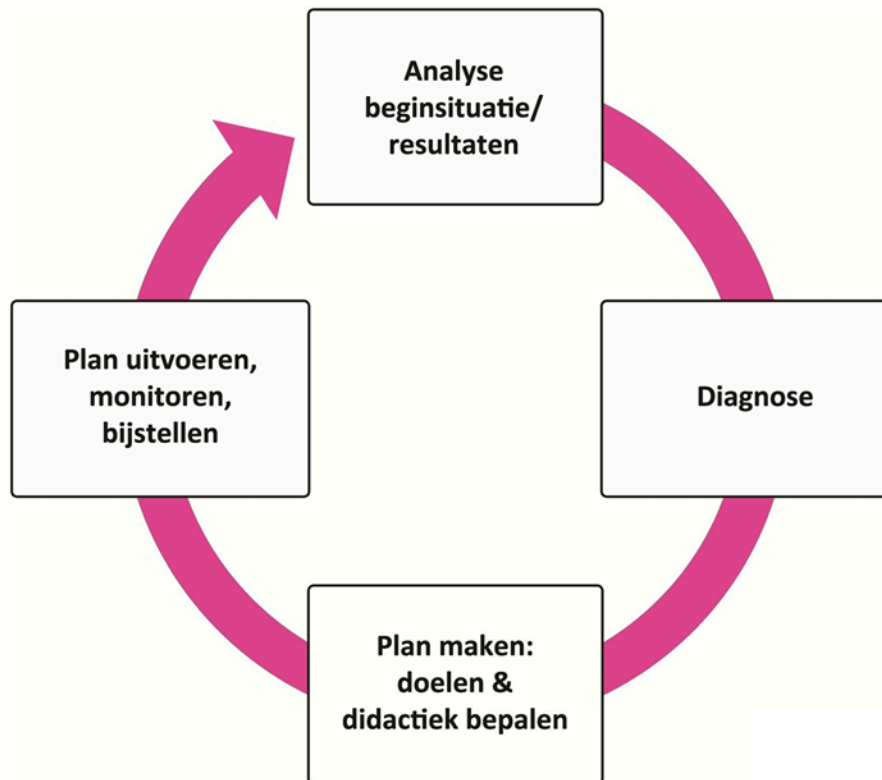 Analyse
beginsituatie/
resultaten
Plan uitvoeren,
monitoren,
bijstellen
Diagnose
Plan maken:
doelen &
didactiek bepalen